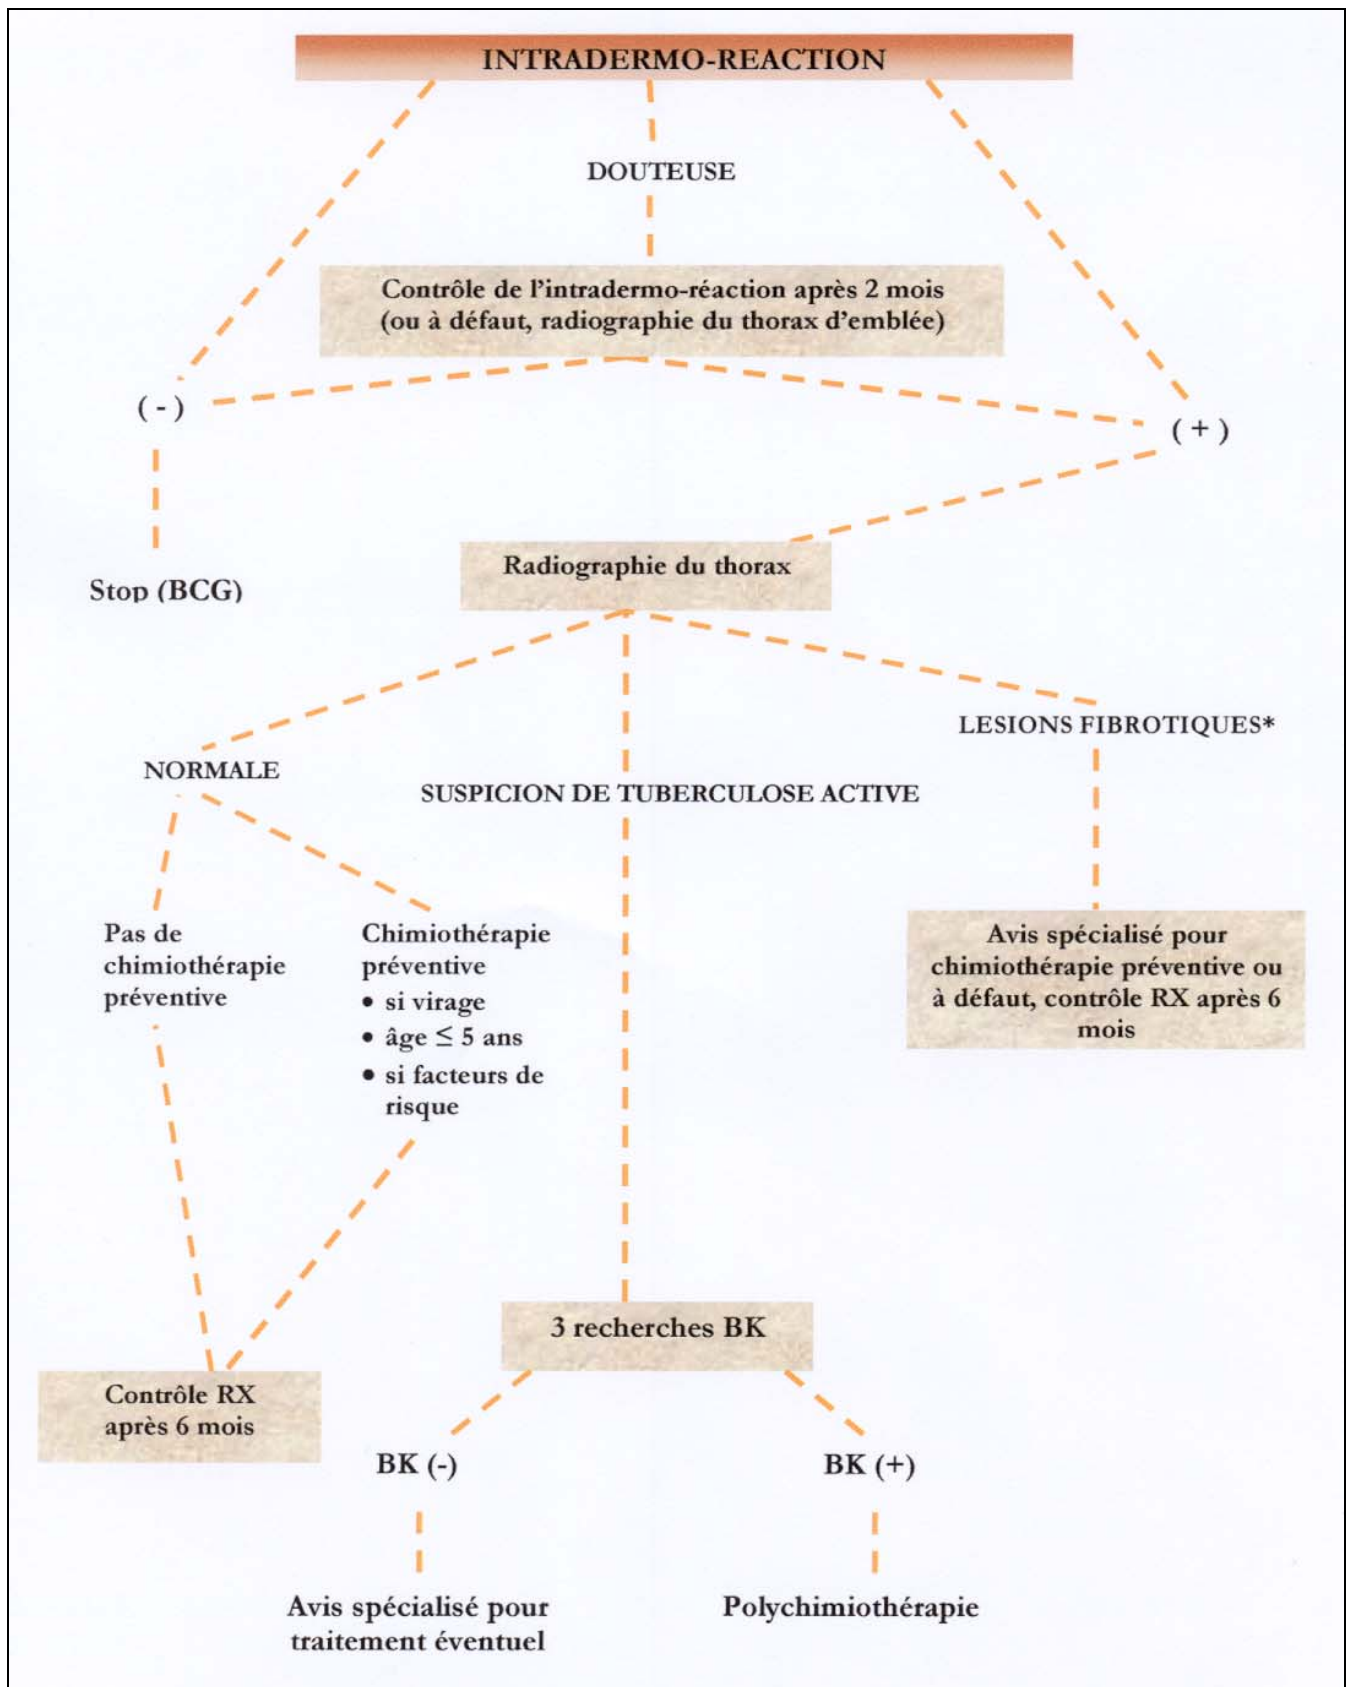 INTRADERMO-REACTION
DOUTEUSE
Contrôle de l'intradermo-réaction après 2 mois
(ou à défaut, radiographie du thorax d'emblée)
( - )
( + )
Radiographie du thorax
Stop (BCG)
LESIONS FIBROTIQUES*
NORMALE
SUSPICION DE TUBERCULOSE ACTIVE
Pas de
chimiothérapie
préventive
Chimiothérapie
préventive
• si virage
• âge ≤ 5 ans
• si facteurs de
risque
Avis spécialisé pour
chimiothérapie préventive ou
à défaut, contrôle RX après 6
mois
3 recherches BK
Contrôle RX
après 6 mois
BK (-)
BK (+)
Avis spécialisé pour
traitement éventuel
Polychimiothérapie